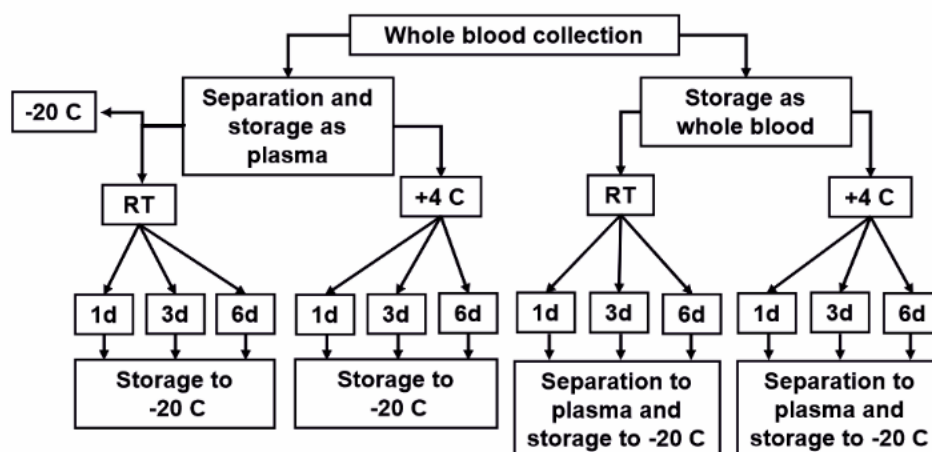 Whole blood collection
-20 C
Separation and
storage as
plasma
Storage as
whole blood
RT
+4 C
RT
+4 C
1d
3d
6d
1d
3d
6d
1d
3d
6d
1d
3d
6d
Storage to
-20 C
Storage to
-20 C
Separation to
plasma and
storage to -20 C
Separation to
plasma and
storage to -20 C